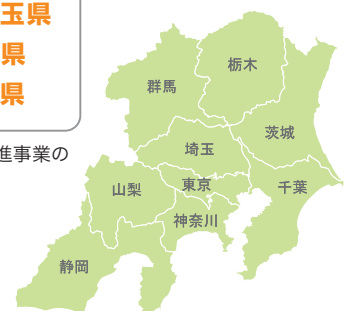 玉県
県
県
進事業の
栃木
群馬
茨城
埼玉
東京
山梨
千葉
神奈川
静岡